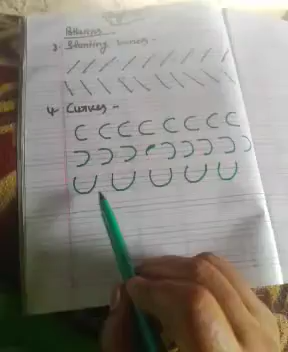 Patterns -
3. Slanting lines -
4. Curves -